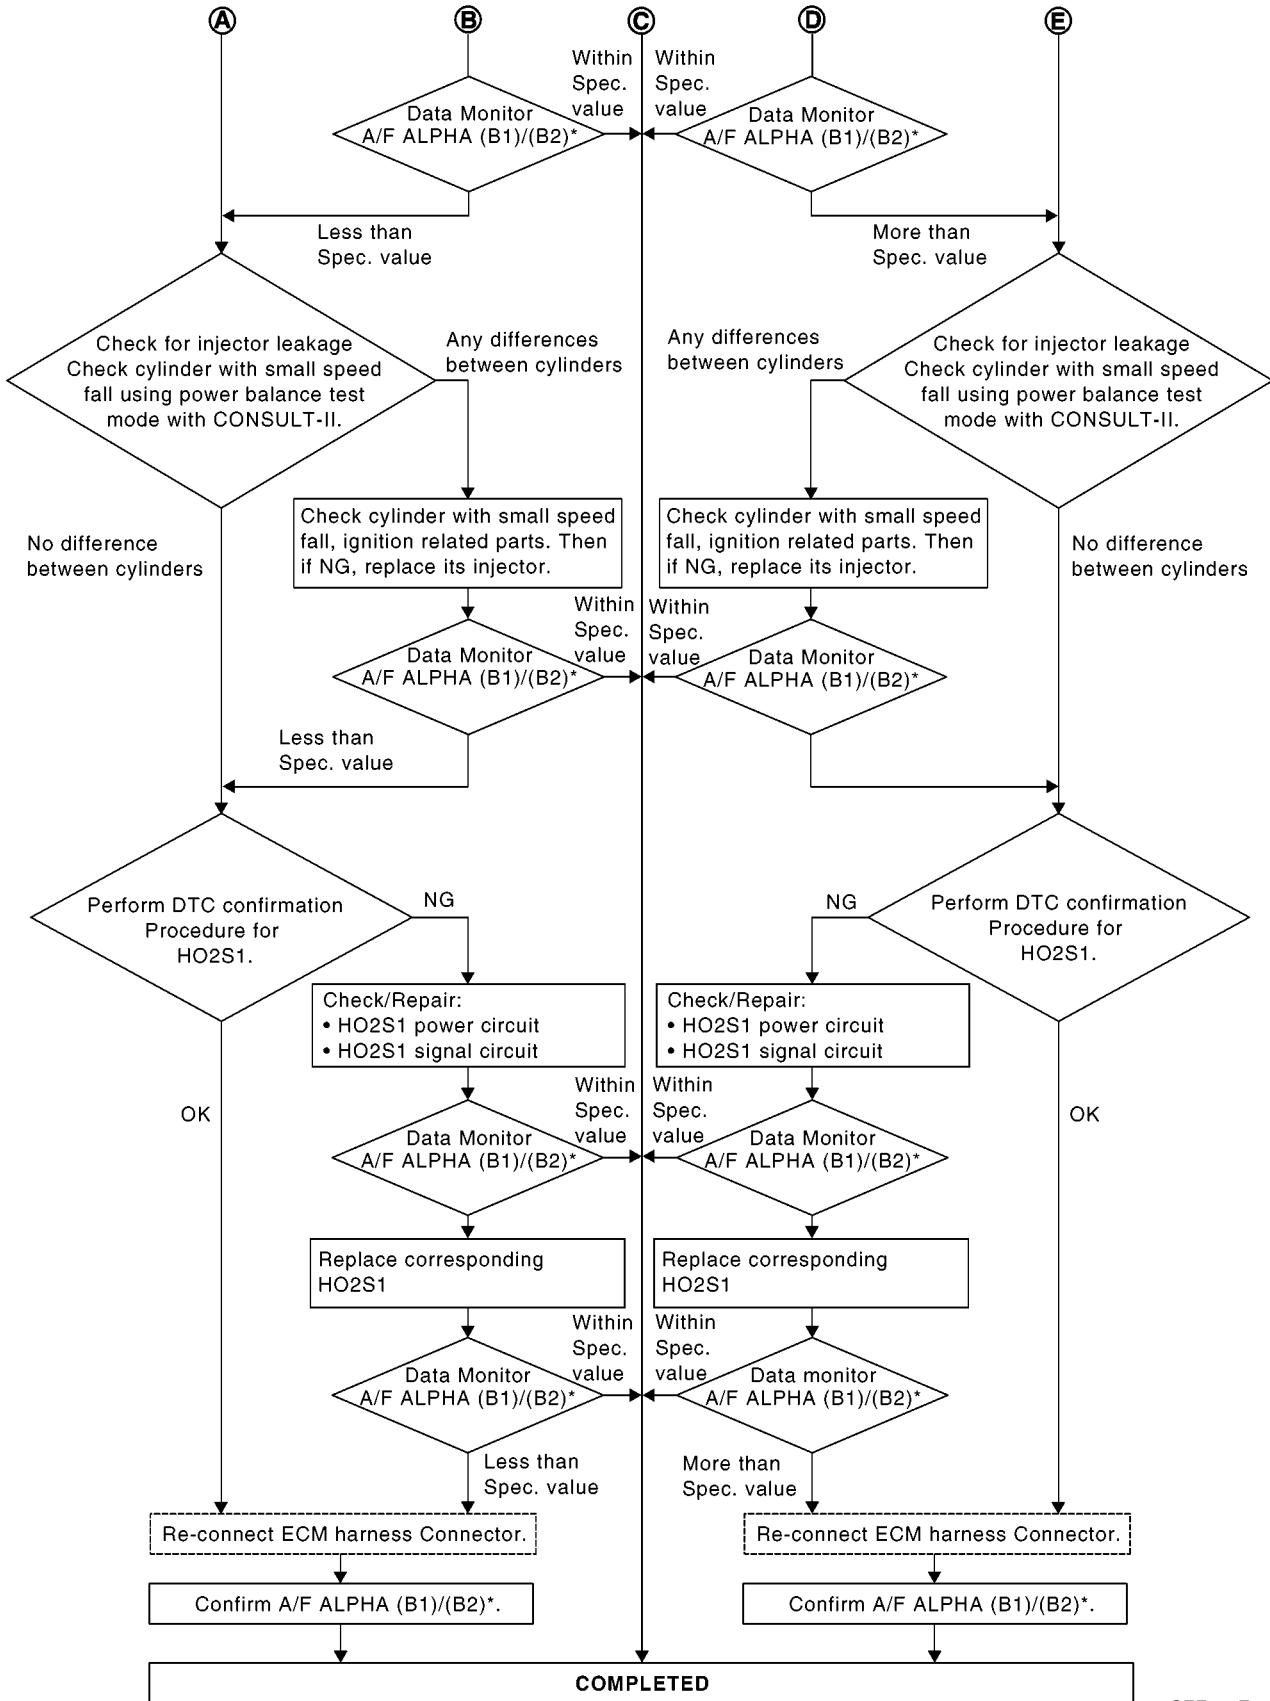 A
B
C
D
E
Within
Spec.
value
Within
Spec.
value
Data Monitor
A/F ALPHA (B1)/(B2)*
Data Monitor
A/F ALPHA (B1)/(B2)*
Less than
Spec. value
More than
Spec. value
Check for injector leakage
Check cylinder with small speed
fall using power balance test
mode with CONSULT-II.
Any differences
between cylinders
Any differences
between cylinders
Check for injector leakage
Check cylinder with small speed
fall using power balance test
mode with CONSULT-II.
No difference
between cylinders
Check cylinder with small speed
fall, ignition related parts. Then
if NG, replace its injector.
Check cylinder with small speed
fall, ignition related parts. Then
if NG, replace its injector.
No difference
between cylinders
Within
Spec.
value
Within
Spec.
value
Data Monitor
A/F ALPHA (B1)/(B2)*
Data Monitor
A/F ALPHA (B1)/(B2)*
Less than
Spec. value
Perform DTC confirmation
Procedure for
HO2S1.
NG
NG
Perform DTC confirmation
Procedure for
HO2S1.
Check/Repair:
• HO2S1 power circuit
• HO2S1 signal circuit
Check/Repair:
• HO2S1 power circuit
• HO2S1 signal circuit
OK
Within
Spec.
value
Within
Spec.
value
OK
Data Monitor
A/F ALPHA (B1)/(B2)*
Data Monitor
A/F ALPHA (B1)/(B2)*
Replace corresponding
HO2S1
Replace corresponding
HO2S1
Within
Spec.
value
Within
Spec.
value
Data Monitor
A/F ALPHA (B1)/(B2)*
Data monitor
A/F ALPHA (B1)/(B2)*
Less than
Spec. value
More than
Spec. value
Re-connect ECM harness Connector.
Re-connect ECM harness Connector.
Confirm A/F ALPHA (B1)/(B2)*.
Confirm A/F ALPHA (B1)/(B2)*.
COMPLETED